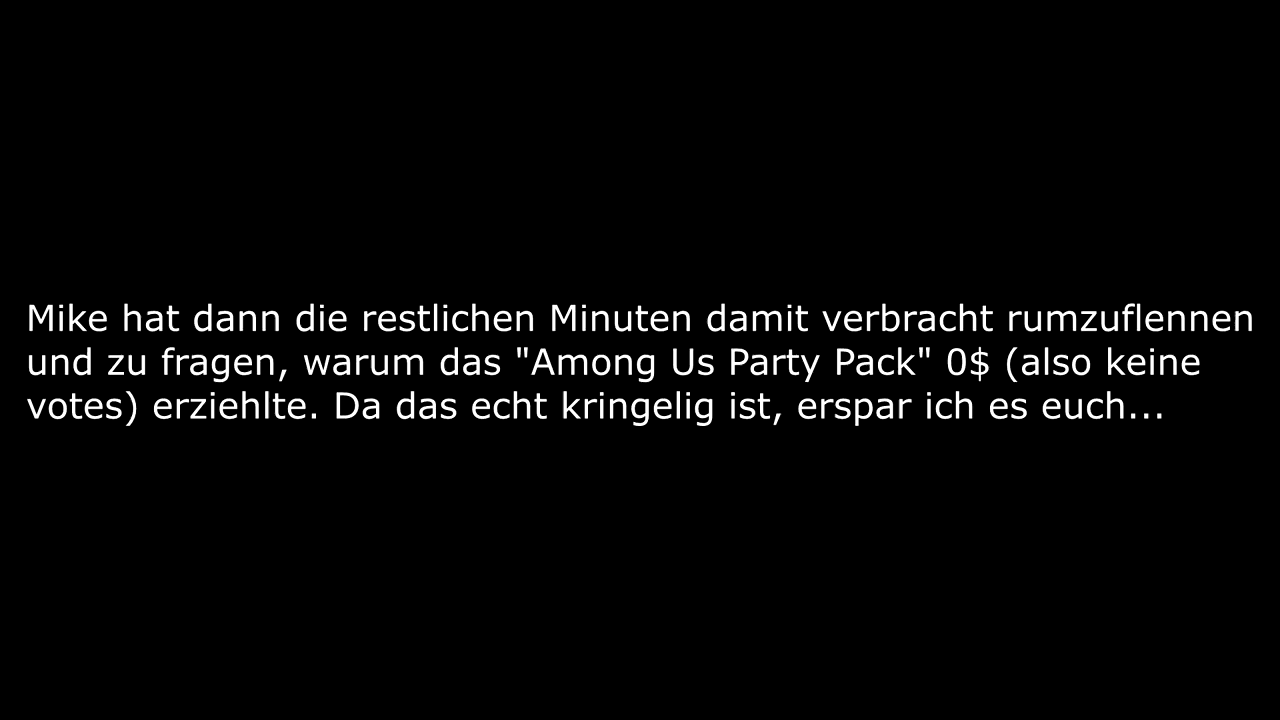 Mike hat dann die restlichen Minuten damit verbracht rumzuflennen
und zu fragen, warum das "Among Us Party Pack" 0$ (also keine
votes) erziehlte. Da das echt kringelig ist, erspar ich es euch...